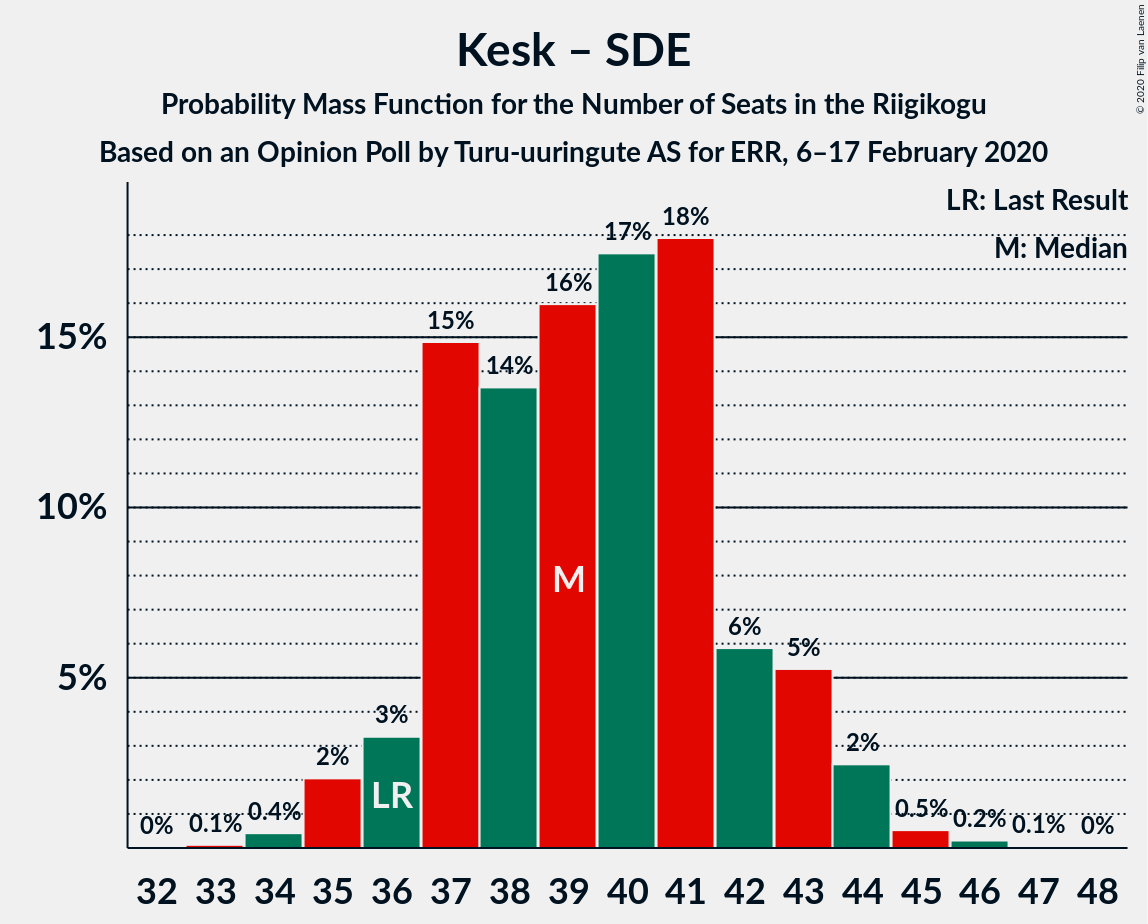 Kesk – SDE
Probability Mass Function for the Number of Seats in the Riigikogu
Based on an Opinion Poll by Turu-uuringute AS for ERR, 6–17 February 2020
© 2020 Filip van Laenen
LR: Last Result
M: Median
15%
10%
5%
0%
0.1%
0.4%
2%
3%
15%
14%
16%
17%
18%
6%
5%
2%
0.5%
0.2%
0.1%
0%
LR
M
32 33 34 35 36 37 38 39 40 41 42 43 44 45 46 47 48